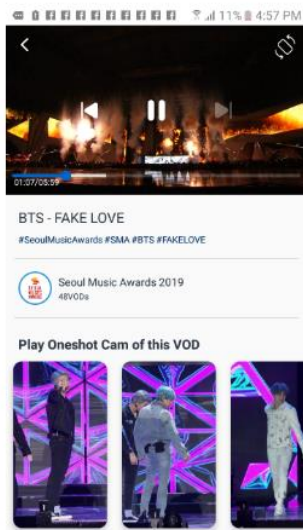 11% 4:57 PM
01:07/05:59
BTS - FAKE LOVE
#SeoulMusicAwards #SMA #BTS #FAKELOVE
Seoul Music Awards 2019
48VODs
Play Oneshot Cam of this VOD